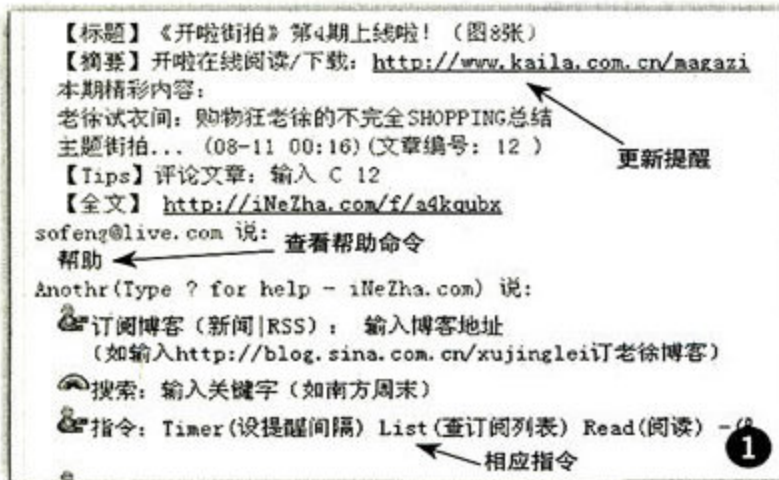 【标题】《开啦街拍》第4期上线啦！（图8张）
【摘要】开啦在线阅读/下载：http://www.kaila.com.cn/magazi
本期精彩内容：
老徐试衣间：购物狂老徐的不完全SHOPPING总结
主题街拍... (08-11 00:16)(文章编号： 12 )
更新提醒
【Tips】评论文章：输入 C 12
【全文】 http://iNeZha.com/f/a4kqubx
sofeng@live.com 说：
查看帮助命令
帮助
Anothr(Type ? for help - iNeZha.com) 说：
订阅博客（新闻|RSS）： 输入博客地址
（如输入http://blog.sina.com.cn/xujinglei订老徐博客）
搜索：输入关键字（如南方周末）
指令：Timer(设提醒间隔) List(查订阅列表) Read(阅读) -(
相应指令
1